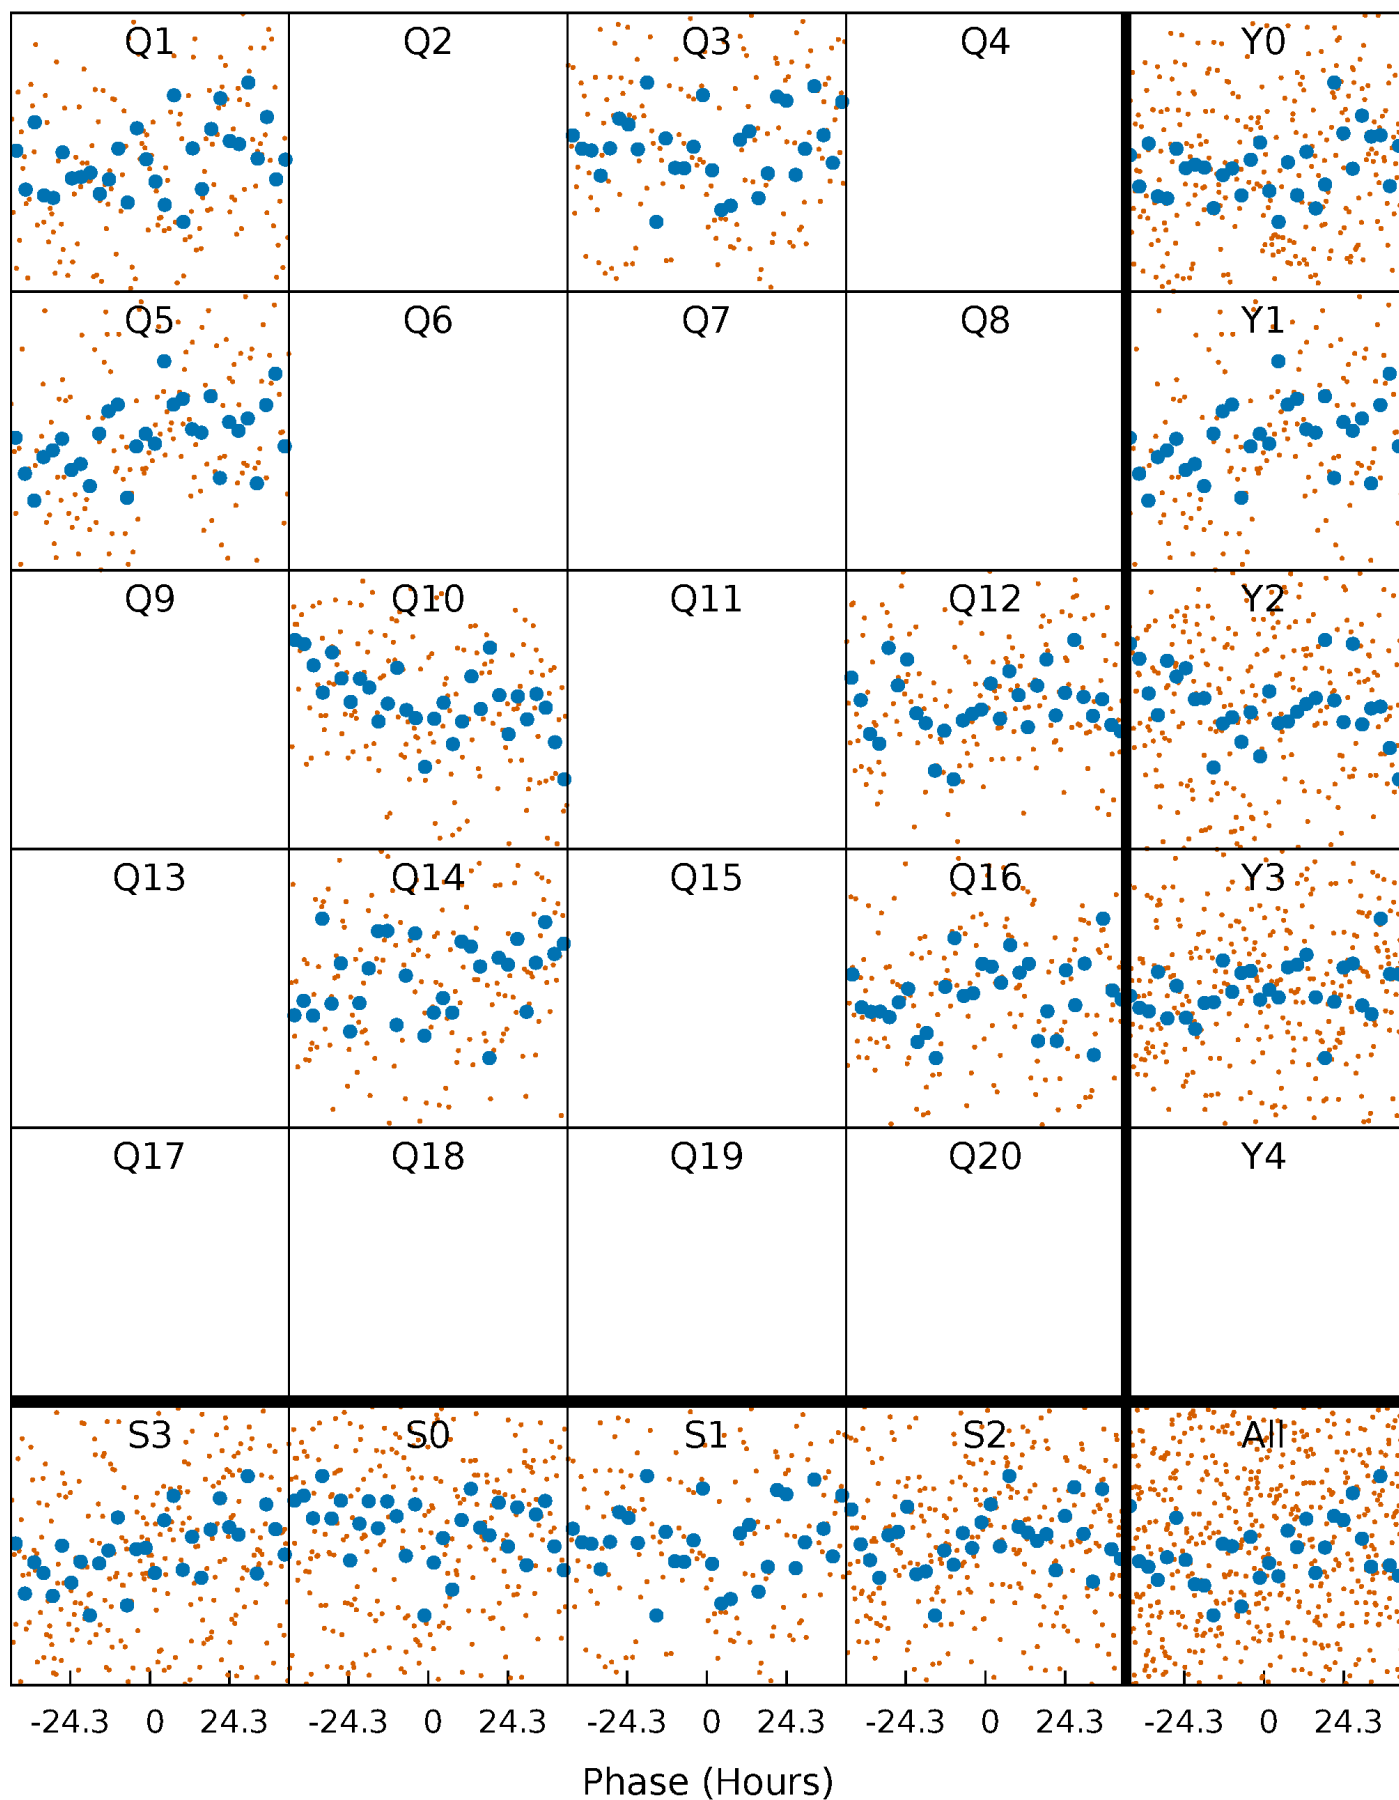 Q1 Q2 Q3 Q4 Y0
Q5 Q6 Q7 Q8 Y1
Q9 Q10 Q11 Q12 Y2
Q13 Q14 Q15 Q16 Y3
Q17 Q18 Q19 Q20 Y4
S3 S0 S1 S2 All
-24.3 0 24.3 -24.3 0 24.3 -24.3 0 24.3 -24.3 0 24.3 -24.3 0 24.3
Phase (Hours)